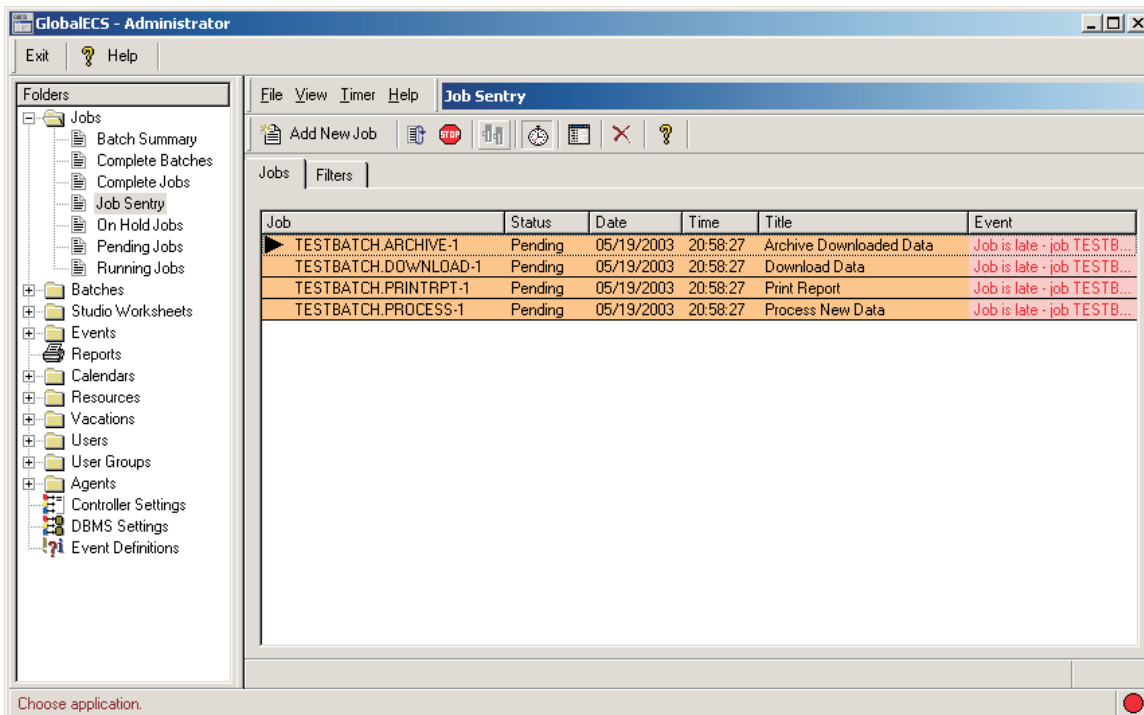 GlobalECS - Administrator
Exit Help
Folders
Jobs
Batch Summary
Complete Batches
Complete Jobs
Job Sentry
On Hold Jobs
Pending Jobs
Running Jobs
Batches
Studio Worksheets
Events
Reports
Calendars
Resources
Vacations
Users
User Groups
Agents
Controller Settings
DBMS Settings
Event Definitions
File View Timer Help Job Sentry
Add New Job STOP
Jobs Filters
Job Status Date Time Title Event
TESTBATCH.ARCHIVE-1 Pending 05/19/2003 20:58:27 Archive Downloaded Data Job is late - job TESTB...
TESTBATCH.DOWNLOAD-1 Pending 05/19/2003 20:58:27 Download Data Job is late - job TESTB...
TESTBATCH.PRINTRPT-1 Pending 05/19/2003 20:58:27 Print Report Job is late - job TESTB...
TESTBATCH.PROCESS-1 Pending 05/19/2003 20:58:27 Process New Data Job is late - job TESTB...
Choose application.